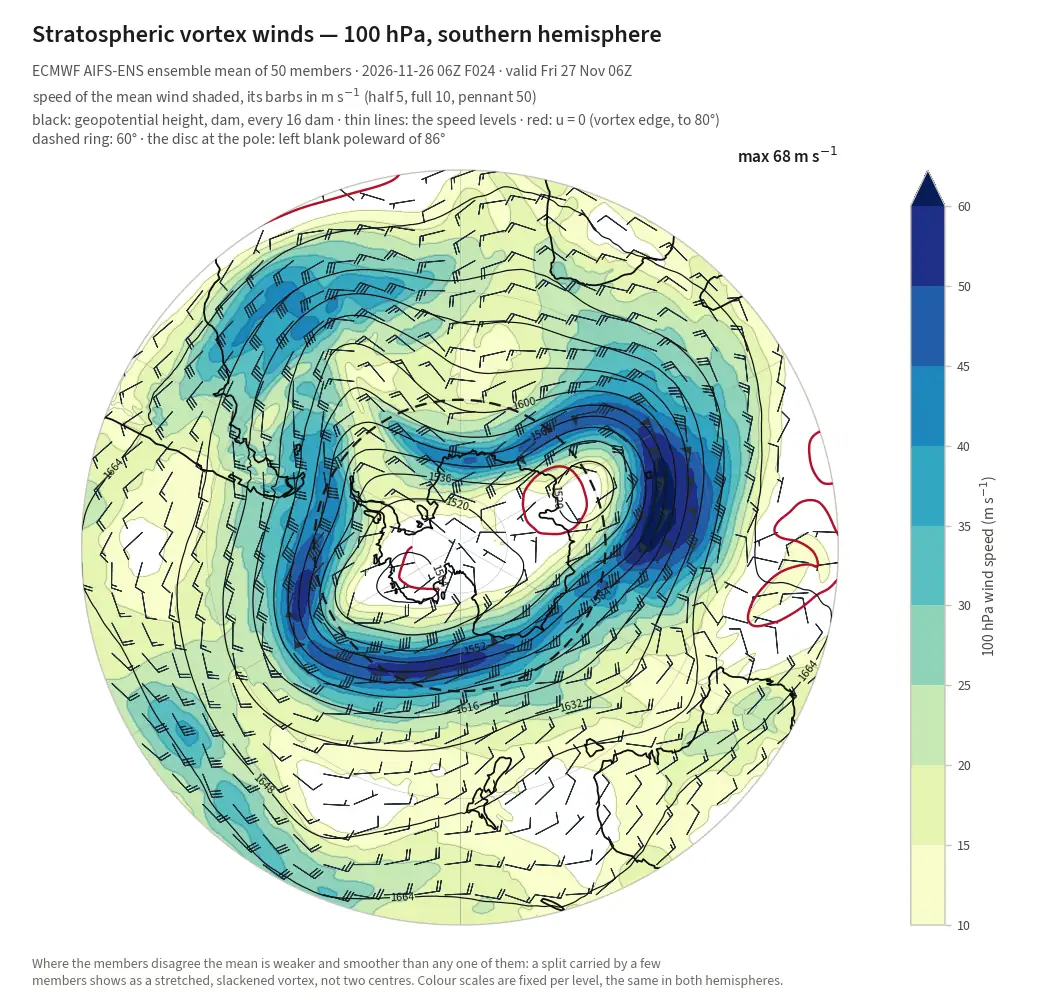 Stratospheric vortex winds — 100 hPa, southern hemisphere
ECMWF AIFS-ENS ensemble mean of 50 members · 2026-11-26 06Z F024 · valid Fri 27 Nov 06Z
speed of the mean wind shaded, its barbs in m s⁻¹ (half 5, full 10, pennant 50)
black: geopotential height, dam, every 16 dam · thin lines: the speed levels · red: u = 0 (vortex edge, to 80°)
dashed ring: 60° · the disc at the pole: left blank poleward of 86°
max 68 m s⁻¹
60
50
45
40
35
30
25
20
15
10
100 hPa wind speed (m s⁻¹)
1600
1664
1536
1520
1552
1616
1632
1664
1648
1664
Where the members disagree the mean is weaker and smoother than any one of them: a split carried by a few
members shows as a stretched, slackened vortex, not two centres. Colour scales are fixed per level, the same in both hemispheres.